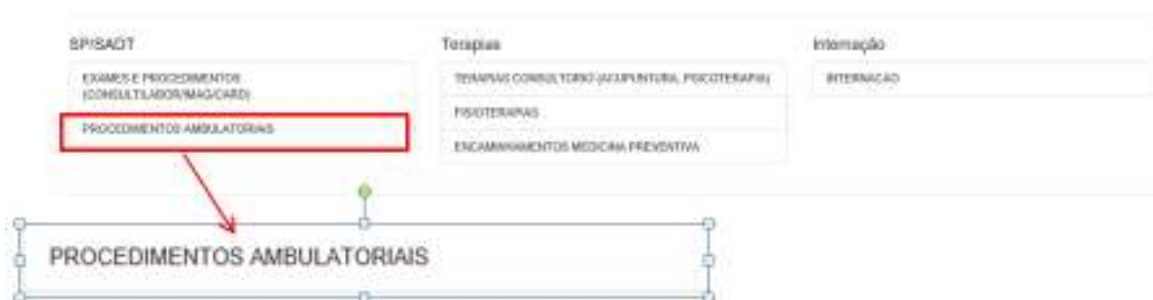 SP/SADT
EXAMES E PROCEDIMENTOS
(CONSULT/LABOR/IMAG/CARD)
PROCEDIMENTOS AMBULATORIAIS
Terapias
TERAPIAS CONSULTORIO (ACUPUNTURA, PSICOTERAPIA)
FISIOTERAPIAS
ENCAMINHAMENTOS MEDICINA PREVENTIVA
Internação
INTERNACAO
PROCEDIMENTOS AMBULATORIAIS